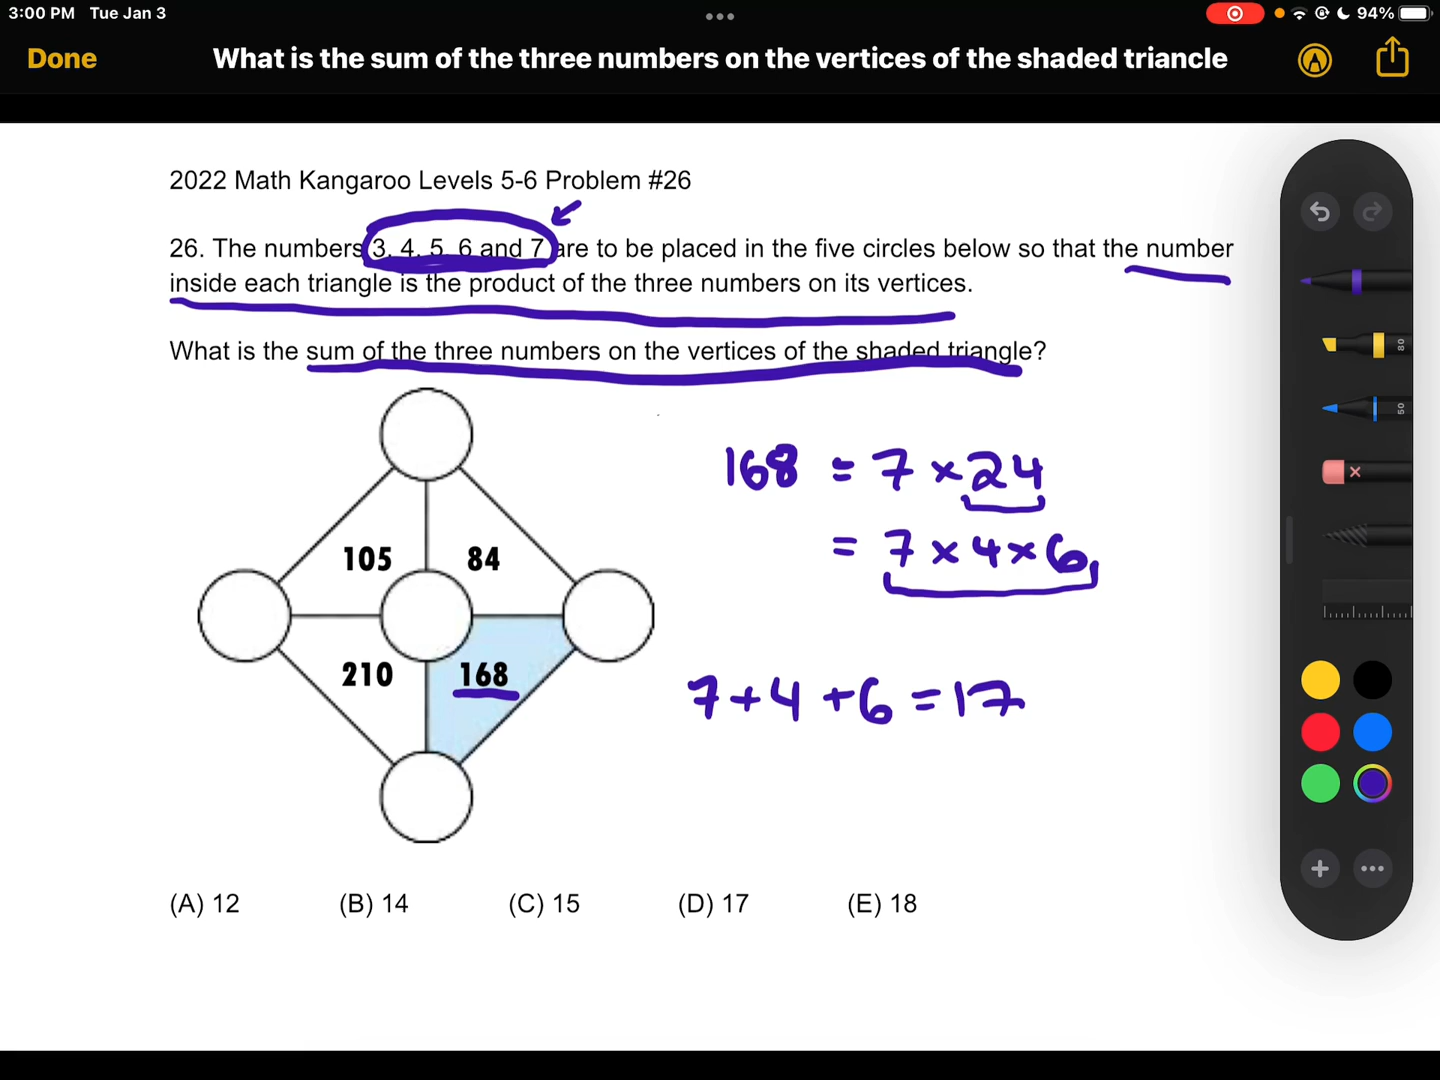 3:00 PM Tue Jan 3
94%
Done
What is the sum of the three numbers on the vertices of the shaded triangle
2022 Math Kangaroo Levels 5-6 Problem #26
26. The numbers 3, 4, 5, 6 and 7 are to be placed in the five circles below so that the number
inside each triangle is the product of the three numbers on its vertices.
What is the sum of the three numbers on the vertices of the shaded triangle?
168 = 7 × 24
= 7 × 4 × 6
105 84
210 168
7 + 4 + 6 = 17
(A) 12 (B) 14 (C) 15 (D) 17 (E) 18
80
50